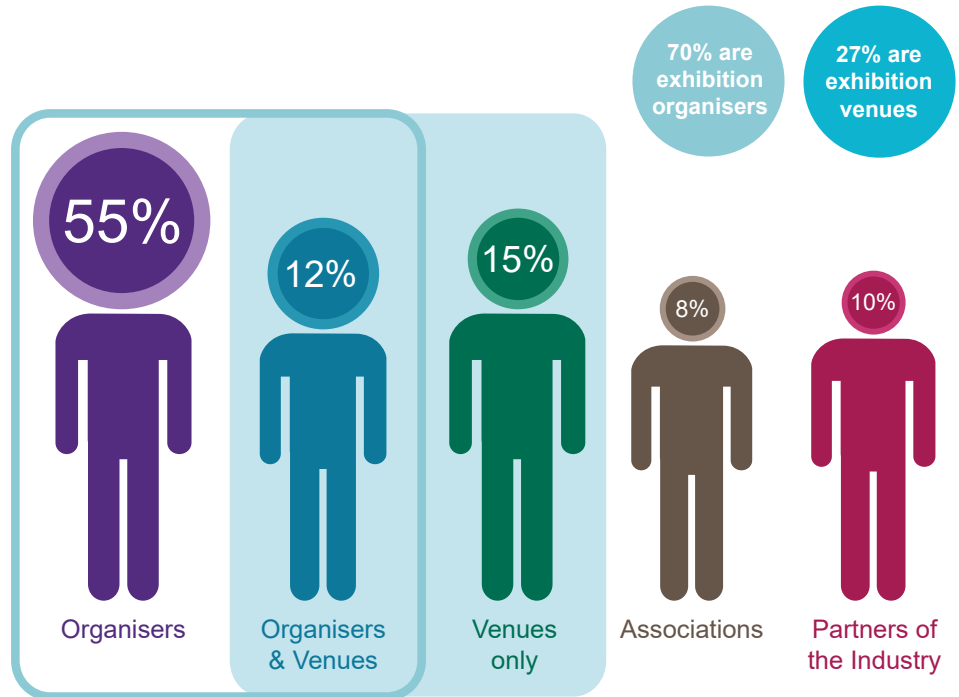 70% are
exhibition
organisers
27% are
exhibition
venues
55%
12%
15%
8%
10%
Organisers
Organisers
& Venues
Venues
only
Associations
Partners of
the Industry